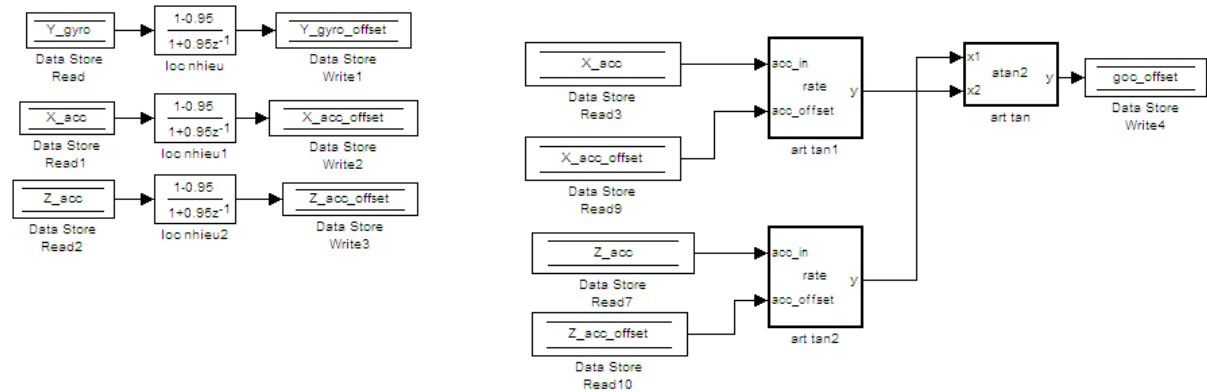 Y_gyro
1-0.95
1+0.95z-1
Y_gyro_offset
Data Store
Read
loc nhieu
Data Store
Write1
X_acc
1-0.95
1+0.95z-1
X_acc_offset
Data Store
Read1
loc nhieu1
Data Store
Write2
Z_acc
1-0.95
1+0.95z-1
Z_acc_offset
Data Store
Read2
loc nhieu2
Data Store
Write3
X_acc
Data Store
Read3
X_acc_offset
Data Store
Read9
acc_in
rate
y
acc_offset
art tan1
Z_acc
Data Store
Read7
Z_acc_offset
Data Store
Read10
acc_in
rate
y
acc_offset
art tan2
x1
atan2
y
x2
art tan
goc_offset
Data Store
Write4